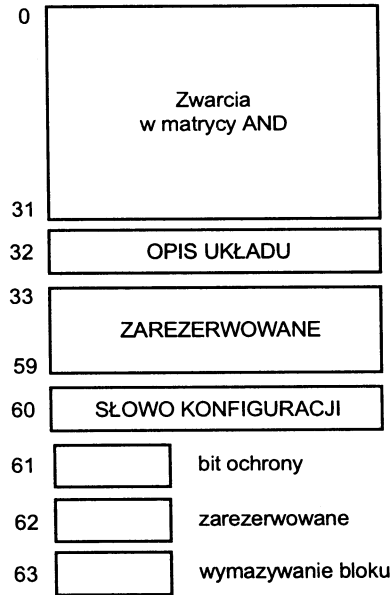 0
Zwarcia
w matrycy AND
31
32 OPIS UKŁADU
33
ZAREZERWOWANE
59
60 SŁOWO KONFIGURACJI
61 bit ochrony
62 zarezerwowane
63 wymazywanie bloku